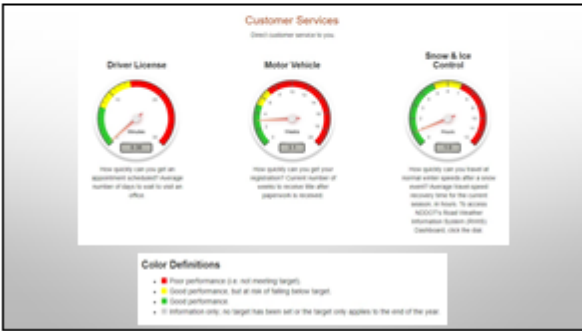 Customer Services
Direct customer service to you.
Driver License
Motor Vehicle
Snow & Ice
Control
Minutes
Weeks
Hours
How quickly can you get an
appointment scheduled? Average
number of days to wait to visit an
office.
How quickly can you get your
registration? Current number of
weeks to receive title after
paperwork is received.
How quickly can you travel at
normal winter speeds after a snow
event? Average travel speed
recovery time for the current
season, in hours. To access
Road Weather
Information System (RWIS)
Dashboard, click the dial.
Color Definitions
Poor performance (i.e. not meeting target).
Good performance, but at risk of falling below target.
Good performance.
Information only; no target has been set or the target only applies to the end of the year.